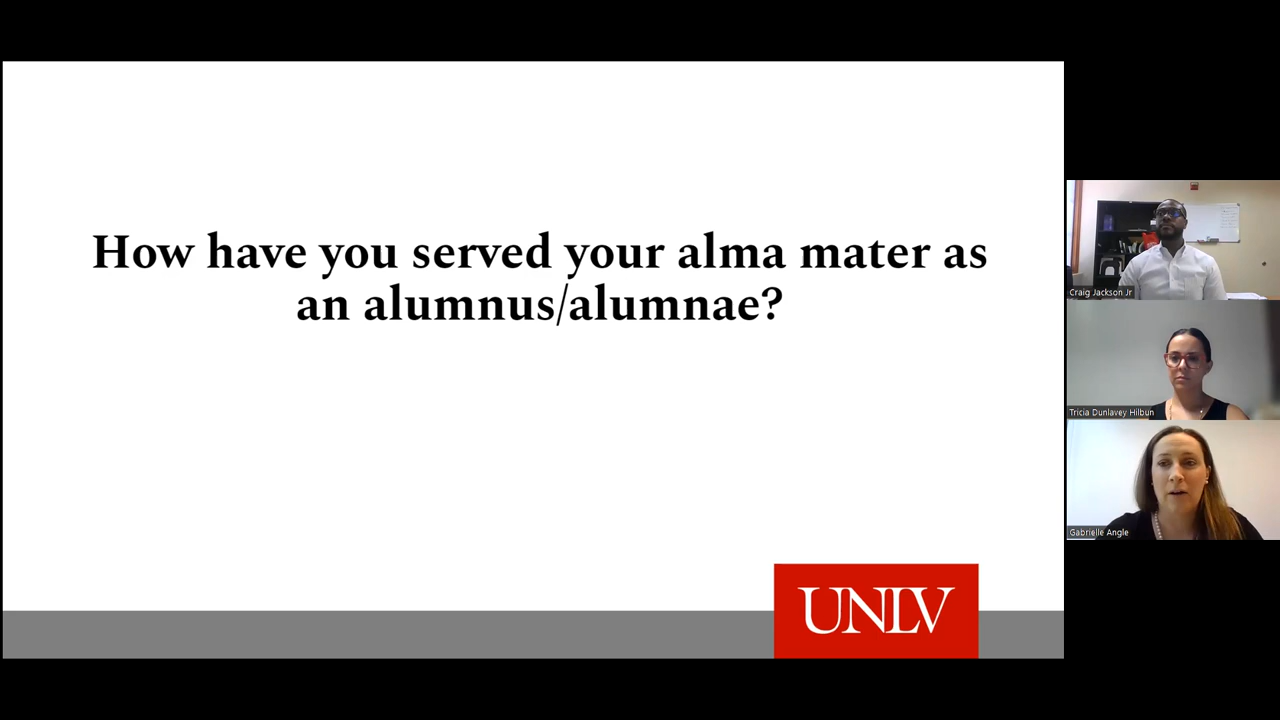 How have you served your alma mater as
an alumnus/alumnae?
UNLV
Craig Jackson Jr
Tricia Dunlavey Hilbun
Gabrielle Angle